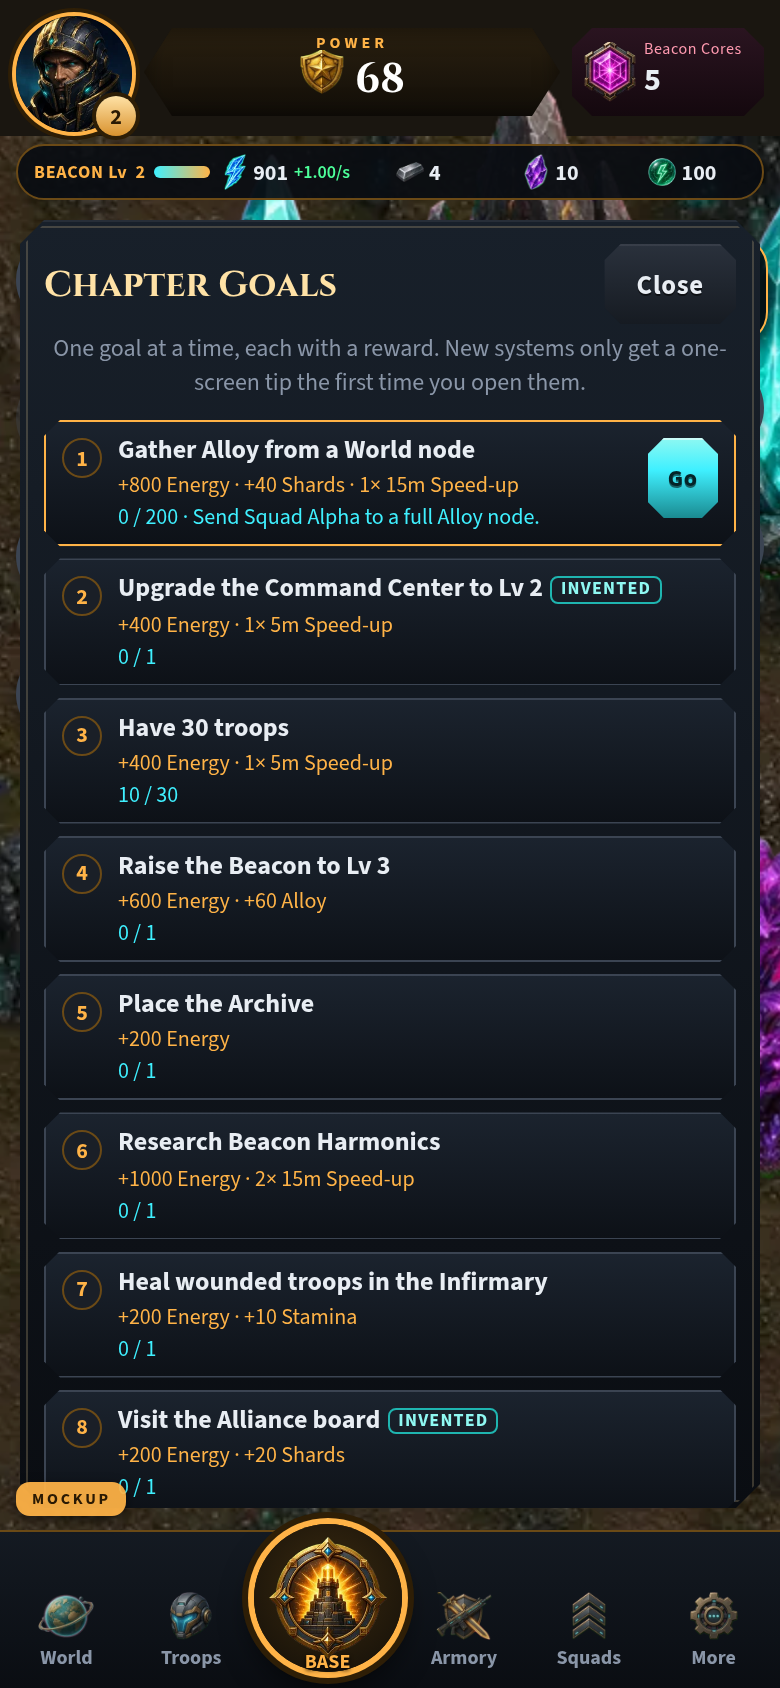 POWER
68
Beacon Cores
5
2
BEACON Lv 2
901 +1.00/s
4
10
100
CHAPTER GOALS
Close
One goal at a time, each with a reward. New systems only get a one-
screen tip the first time you open them.
1
Gather Alloy from a World node
+800 Energy · +40 Shards · 1× 15m Speed-up
0 / 200 · Send Squad Alpha to a full Alloy node.
Go
2
Upgrade the Command Center to Lv 2 INVENTED
+400 Energy · 1× 5m Speed-up
0 / 1
3
Have 30 troops
+400 Energy · 1× 5m Speed-up
10 / 30
4
Raise the Beacon to Lv 3
+600 Energy · +60 Alloy
0 / 1
5
Place the Archive
+200 Energy
0 / 1
6
Research Beacon Harmonics
+1000 Energy · 2× 15m Speed-up
0 / 1
7
Heal wounded troops in the Infirmary
+200 Energy · +10 Stamina
0 / 1
8
Visit the Alliance board INVENTED
+200 Energy · +20 Shards
0 / 1
MOCKUP
World
Troops
BASE
Armory
Squads
More